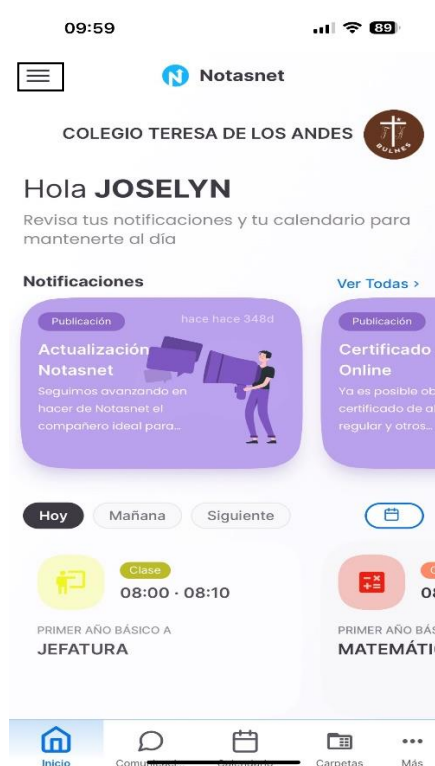 09:59
89
Notasnet
COLEGIO TERESA DE LOS ANDES
BULNES
Hola JOSELYN
Revisa tus notificaciones y tu calendario para
mantenerte al día
Notificaciones
Ver Todas >
Publicación
hace hace 348d
Actualización
Notasnet
Seguimos avanzando en
hacer de Notasnet el
compañero ideal para...
Publicación
Certificado
Online
Ya es posible ob
certificado de al
regular y otros...
Hoy
Mañana
Siguiente
Clase
08:00 · 08:10
PRIMER AÑO BÁSICO A
JEFATURA
PRIMER AÑO BÁS
MATEMÁTI
Inicio
Calendario
Carpetas
Más